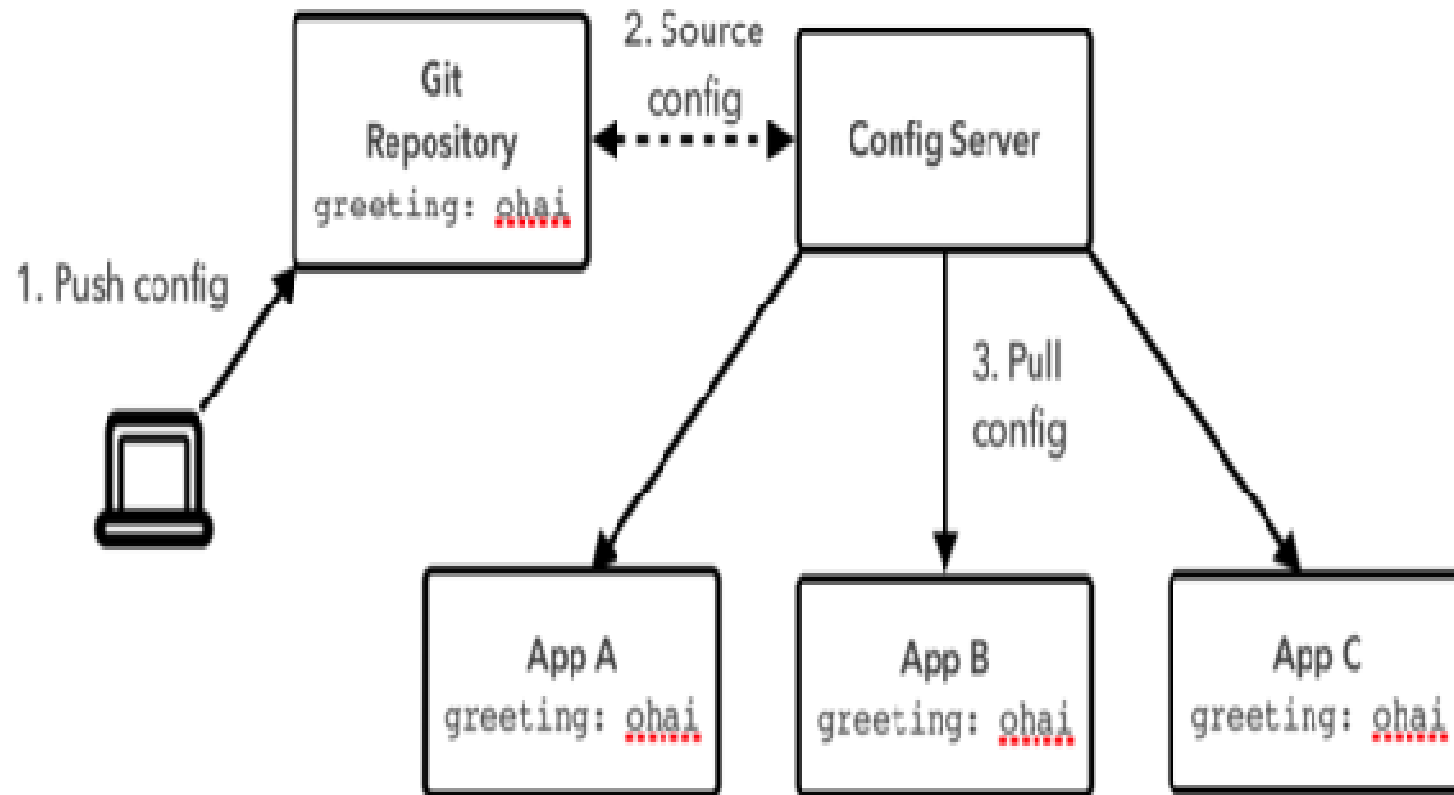 Git
Repository
greeting: ohai
2. Source
config
Config Server
1. Push config
3. Pull
config
App A
greeting: ohai
App B
greeting: ohai
App C
greeting: ohai